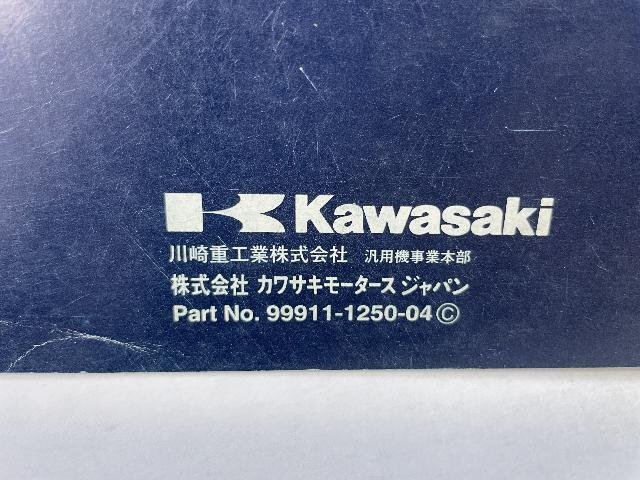 Kawasaki
川崎重工業株式会社 汎用機事業本部
株式会社 カワサキモータース ジャパン
Part No. 99911-1250-04 Ⓒ